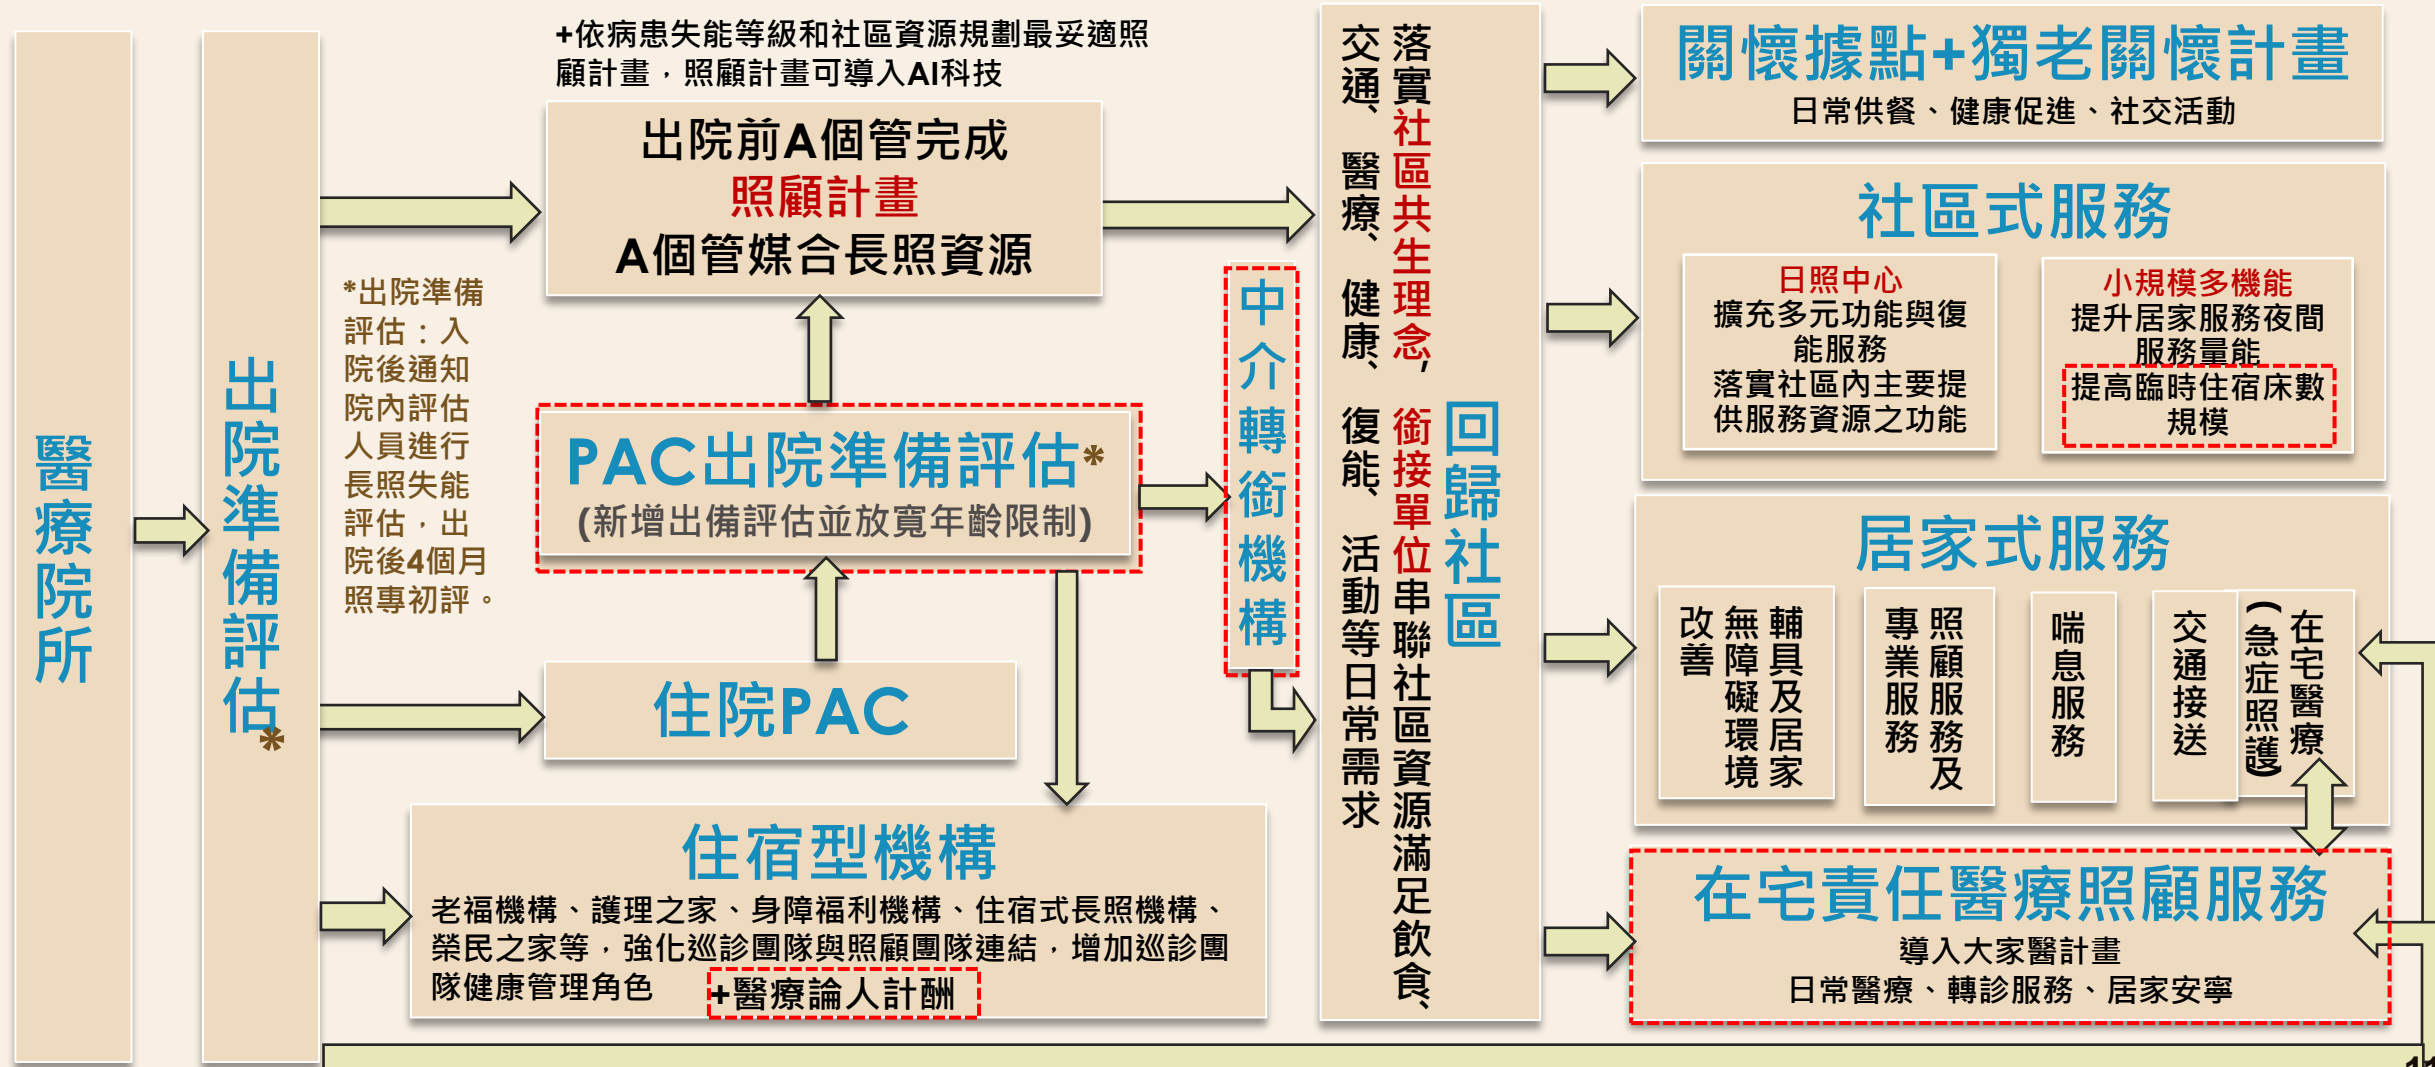 醫療院所
出院準備評估*
+依病患失能等級和社區資源規劃最妥適照
顧計畫，照顧計畫可導入AI科技
出院前A個管完成
照顧計畫
A個管媒合長照資源
*出院準備
評估：入
院後通知
院內評估
人員進行
長照失能
評估，出
院後4個月
照專初評。
PAC出院準備評估*
(新增出備評估並放寬年齡限制)
住院PAC
住宿型機構
老福機構、護理之家、身障福利機構、住宿式長照機構、
榮民之家等，強化巡診團隊與照顧團隊連結，增加巡診團
隊健康管理角色
+醫療論人計酬
中介轉銜機構
回歸社區
落實社區共生理念，銜接單位串聯社區資源滿足飲食、
交通、醫療、健康、復能、活動等日常需求
關懷據點+獨老關懷計畫
日常供餐、健康促進、社交活動
社區式服務
日照中心
擴充多元功能與復
能服務
落實社區內主要提
供服務資源之功能
小規模多機能
提升居家服務夜間
服務量能
提高臨時住宿床數
規模
居家式服務
輔具及居家
無障礙環境
改善
照顧服務及
專業服務
喘息服務
交通接送
在宅醫療
(急症照護)
在宅責任醫療照顧服務
導入大家醫計畫
日常醫療、轉診服務、居家安寧